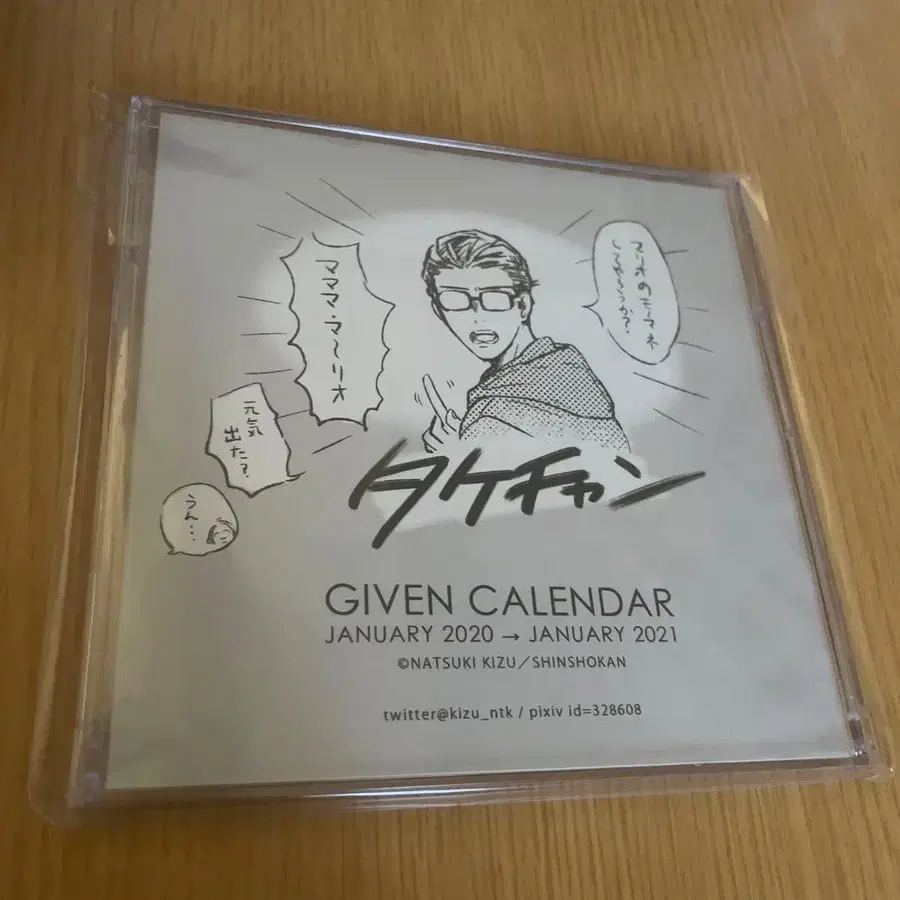 マリオのモノマネ
してやろうか?
マママ・マ〜リオ
元気
出た?
うん…
タケチャン
GIVEN CALENDAR
JANUARY 2020 → JANUARY 2021
©NATSUKI KIZU/SHINSHOKAN
twitter@kizu_ntk / pixiv id=328608